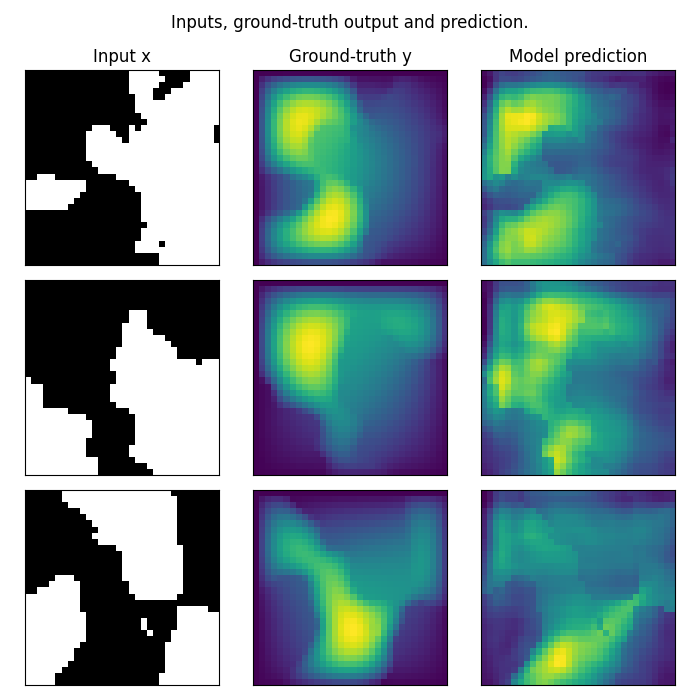 Inputs, ground-truth output and prediction.
Input x
Ground-truth y
Model prediction